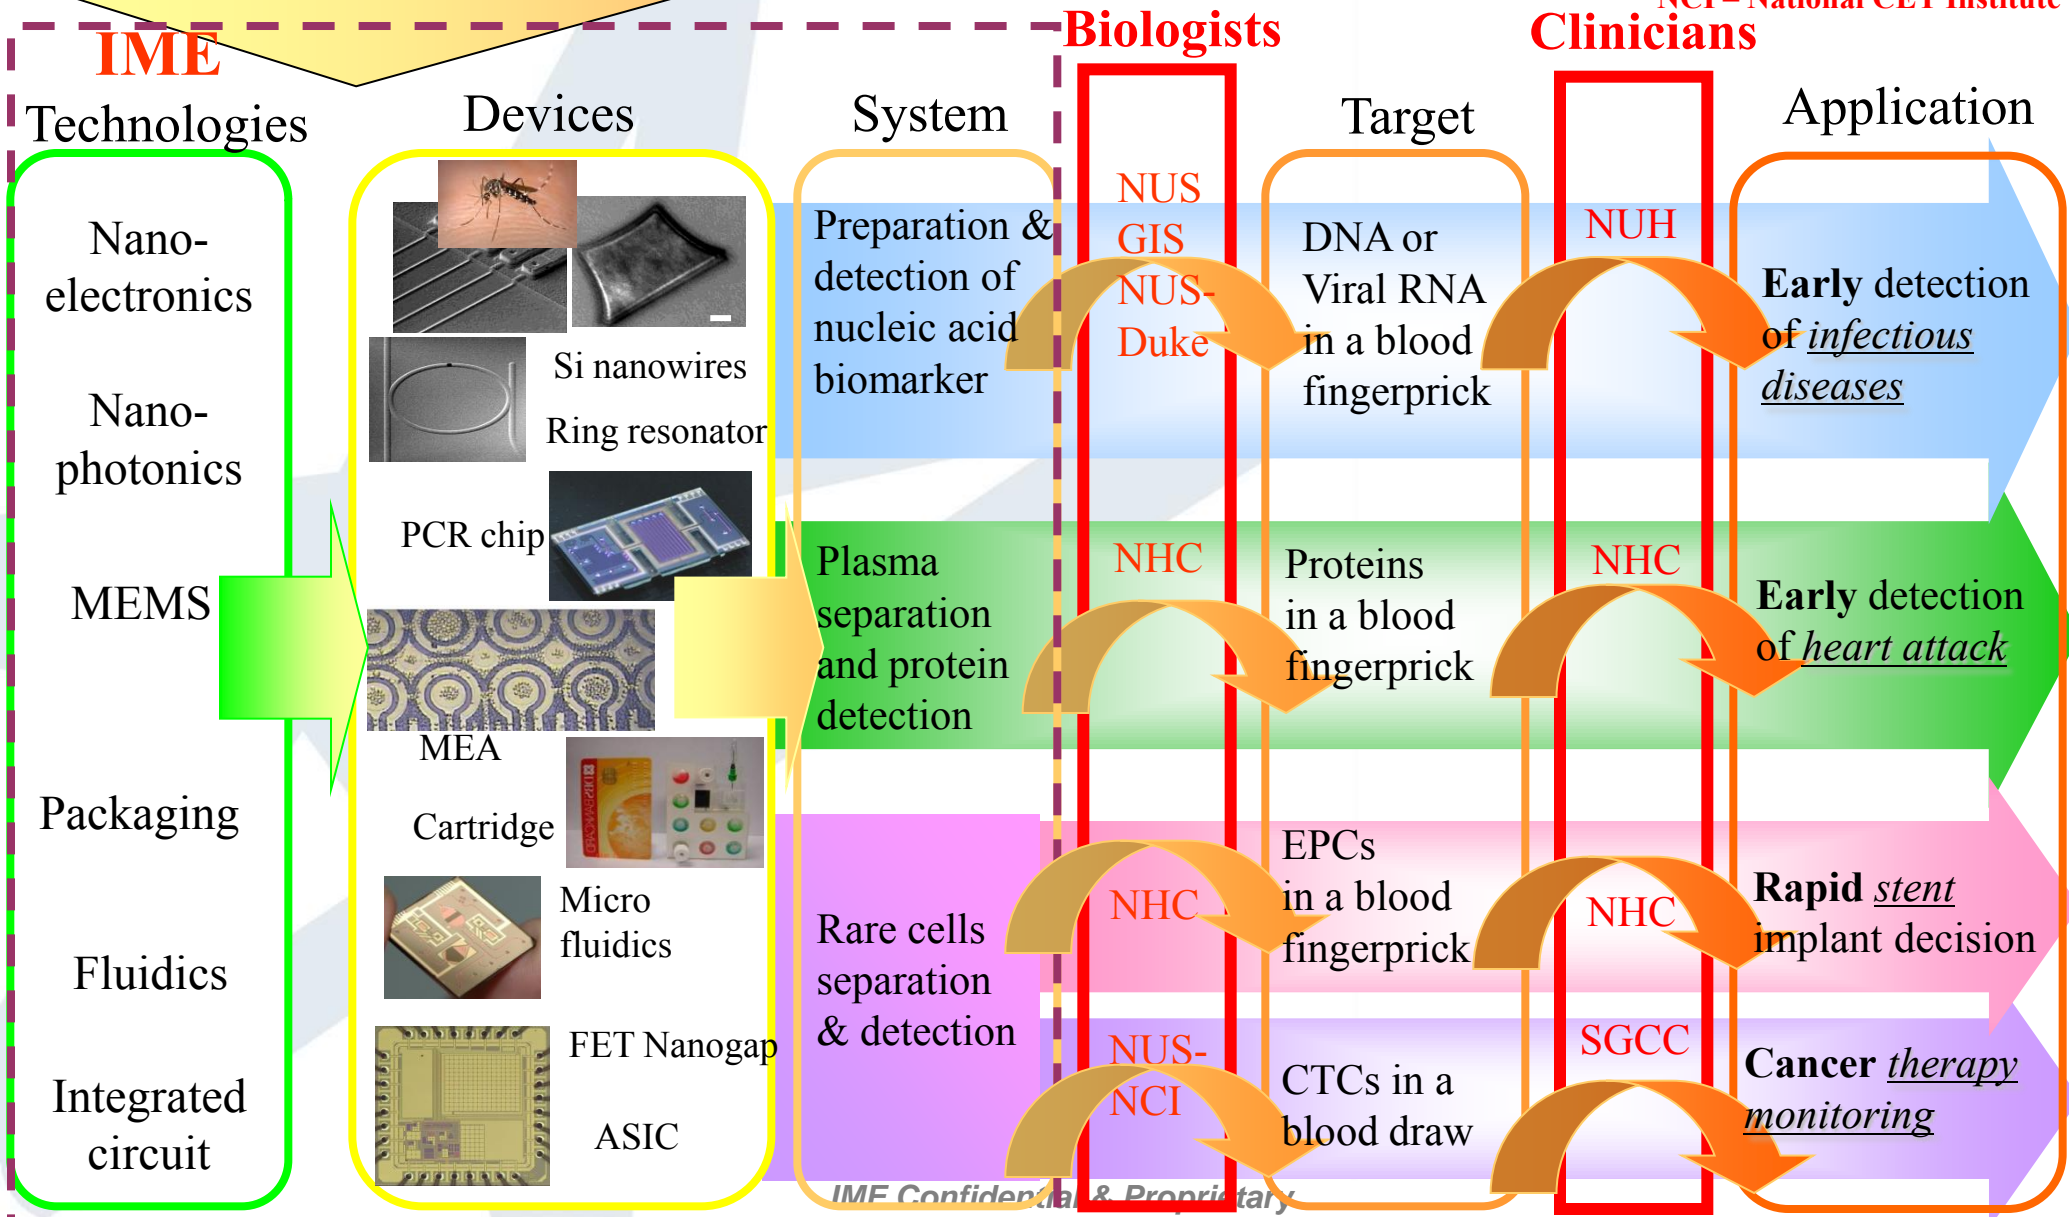 NCI – National CET Institute
IME
Biologists
Clinicians
Technologies
Devices
System
Target
Application
Nano-
electronics
Nano-
photonics
MEMS
Packaging
Fluidics
Integrated
circuit
Si nanowires
Ring resonator
PCR chip
MEA
Cartridge
Micro
fluidics
FET Nanogap
ASIC
Preparation &
detection of
nucleic acid
biomarker
Plasma
separation
and protein
detection
Rare cells
separation
& detection
NUS
GIS
NUS-
Duke
NHC
NHC
NUS-
NCI
DNA or
Viral RNA
in a blood
fingerprick
Proteins
in a blood
fingerprick
EPCs
in a blood
fingerprick
CTCs in a
blood draw
NUH
NHC
NHC
SGCC
Early detection
of infectious
diseases
Early detection
of heart attack
Rapid stent
implant decision
Cancer therapy
monitoring
IME Confidential & Proprietary